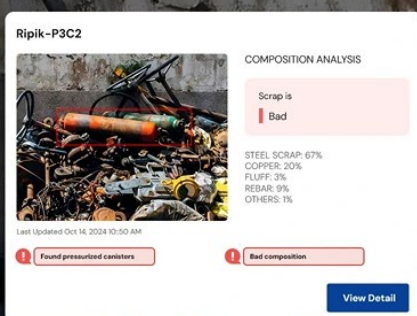 Ripik-P3C2
COMPOSITION ANALYSIS
Scrap is
Bad
STEEL SCRAP: 67%
COPPER: 20%
FLUFF: 3%
REBAR: 9%
OTHERS: 1%
Last Updated Oct 14, 2024 10:50 AM
Found pressurized canisters
Bad composition
View Detail